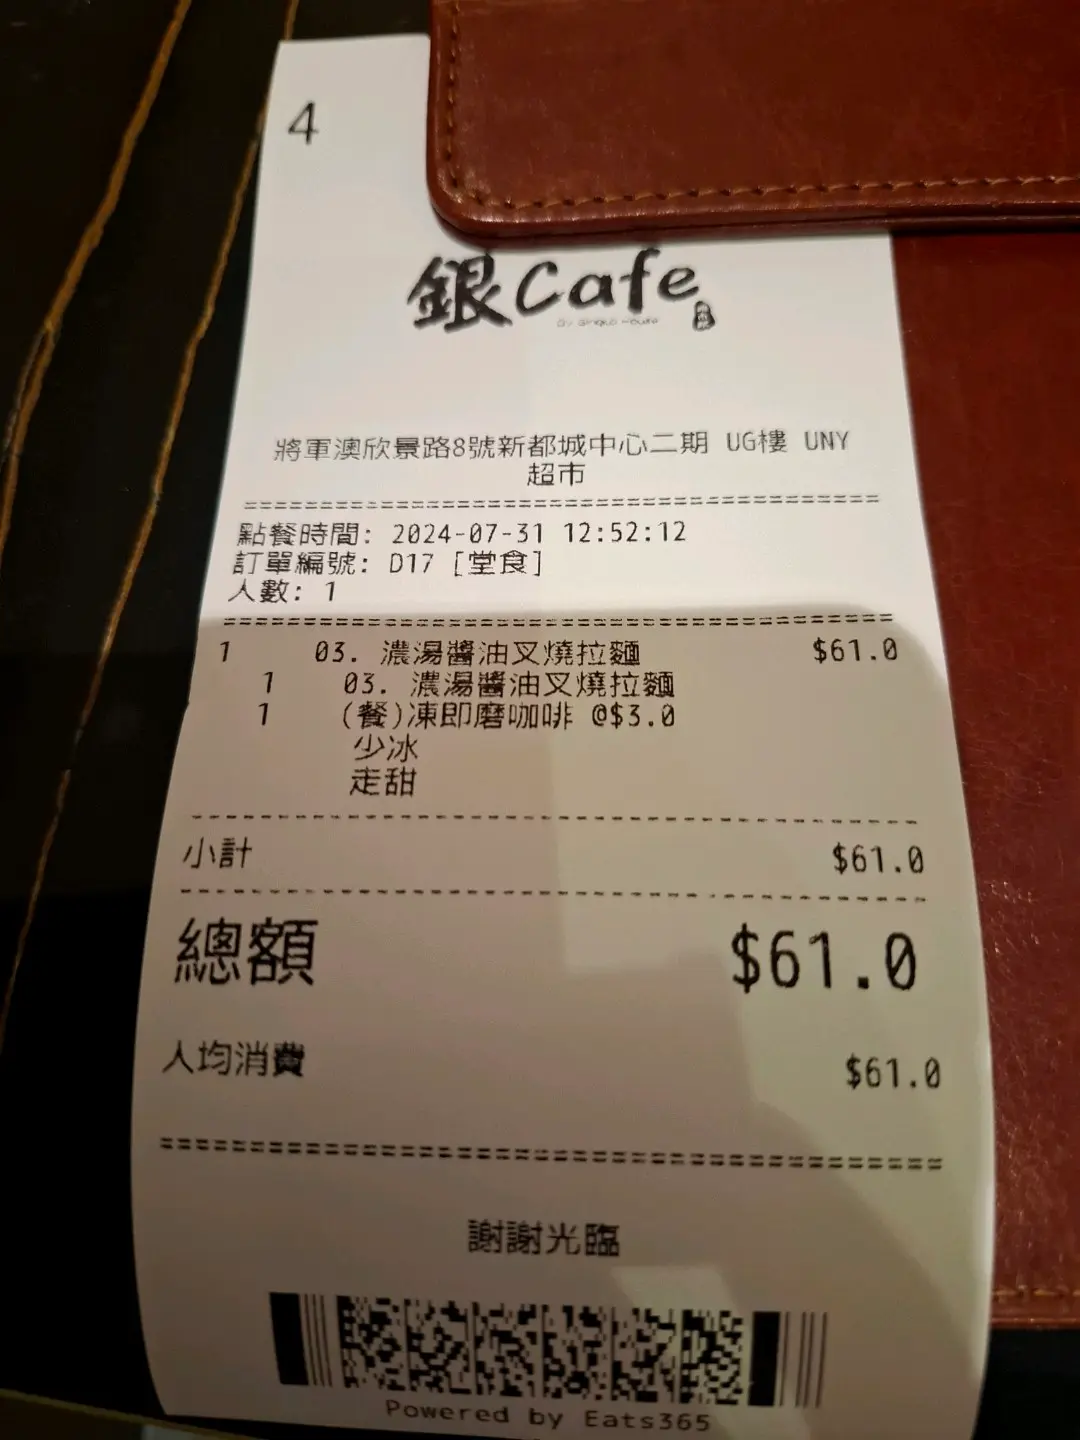 4
銀Cafe
將軍澳欣景路8號新都城中心二期 UG樓 UNY
超市
點餐時間: 2024-07-31 12:52:12
訂單編號: D17 [堂食]
人數: 1
1 03. 濃湯醬油叉燒拉麵 $61.0
1 03. 濃湯醬油叉燒拉麵
1 (餐)凍即磨咖啡 @$3.0
少冰
走甜
小計 $61.0
總額 $61.0
人均消費 $61.0
謝謝光臨
Powered by Eats365